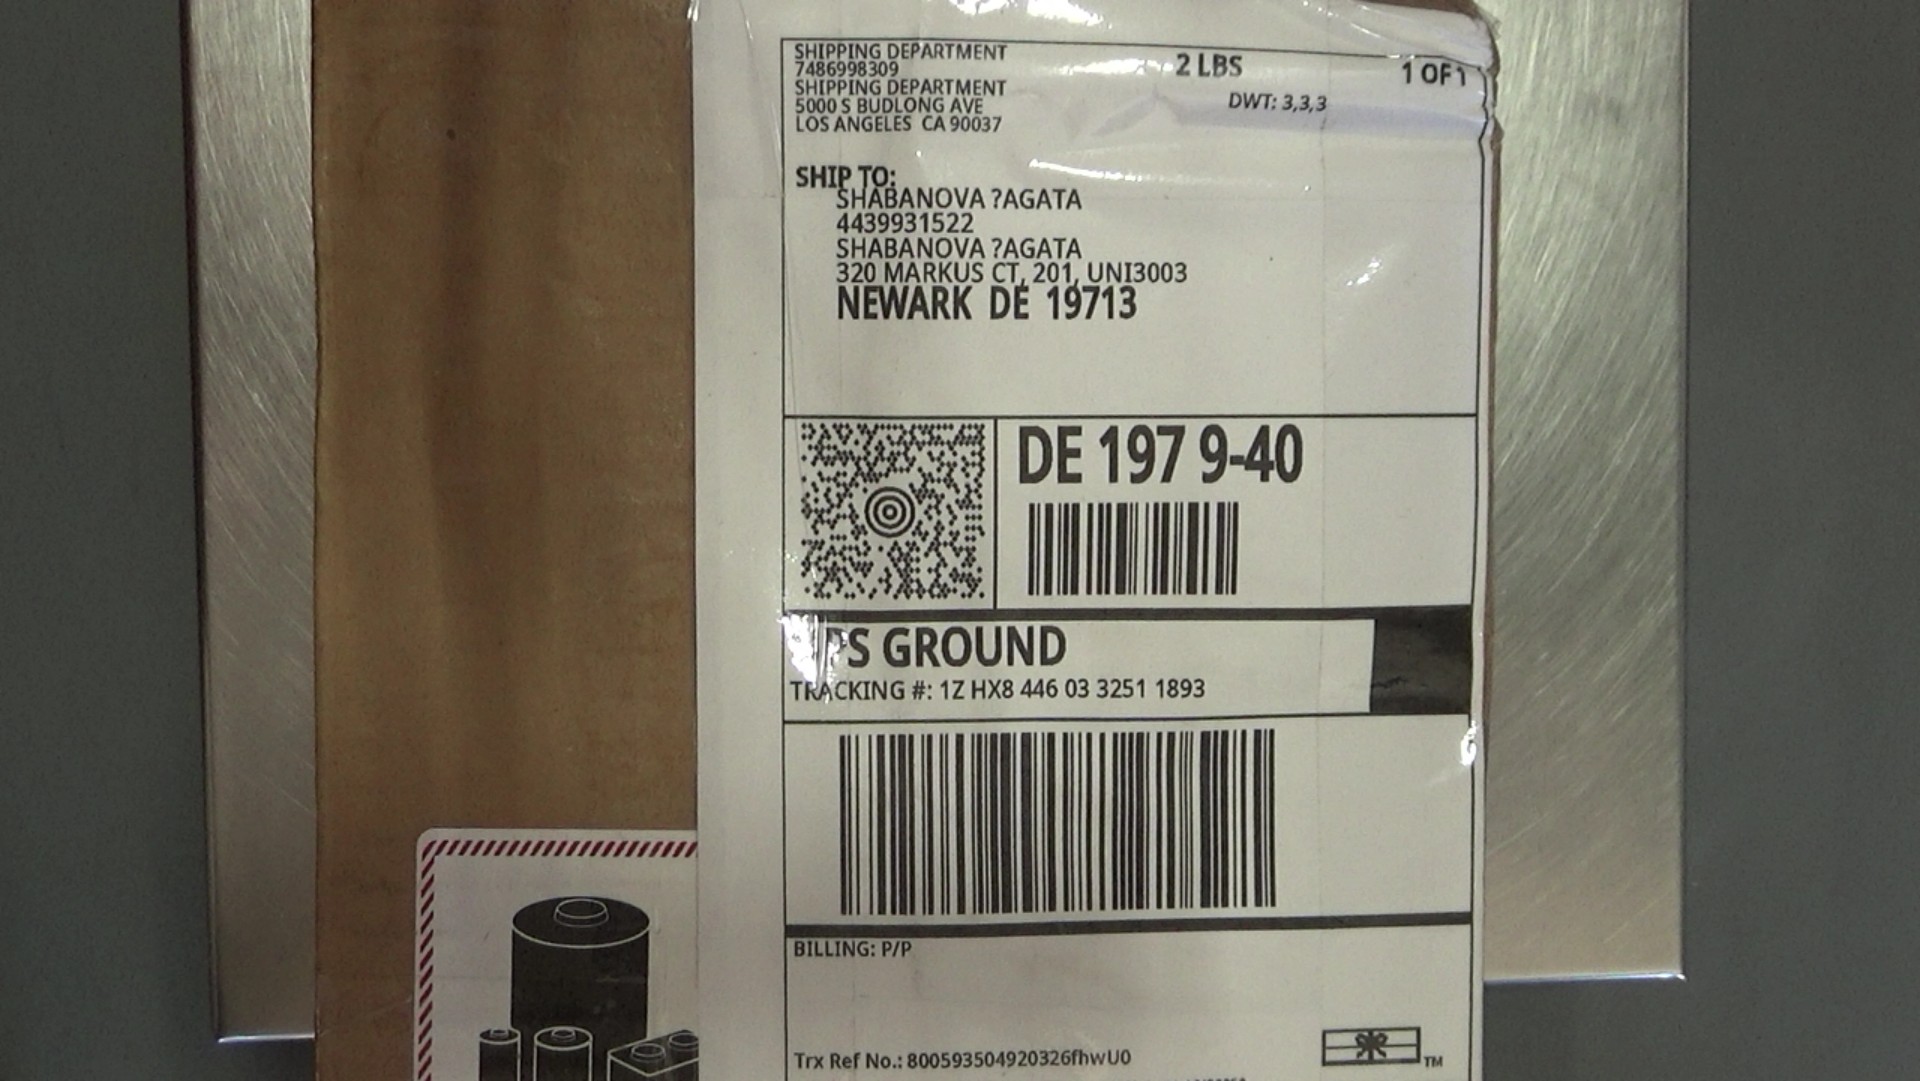 SHIPPING DEPARTMENT
7486998309
SHIPPING DEPARTMENT
5000 S BUDLONG AVE
LOS ANGELES CA 90037
2 LBS
1 OF 1
DWT: 3,3,3
SHIP TO:
SHABANOVA ?AGATA
4439931522
SHABANOVA ?AGATA
320 MARKUS CT, 201, UNI3003
NEWARK DE 19713
DE 197 9-40
UPS GROUND
TRACKING #: 1Z HX8 446 03 3251 1893
BILLING: P/P
Trx Ref No.: 800593504920326fhwU0
TM